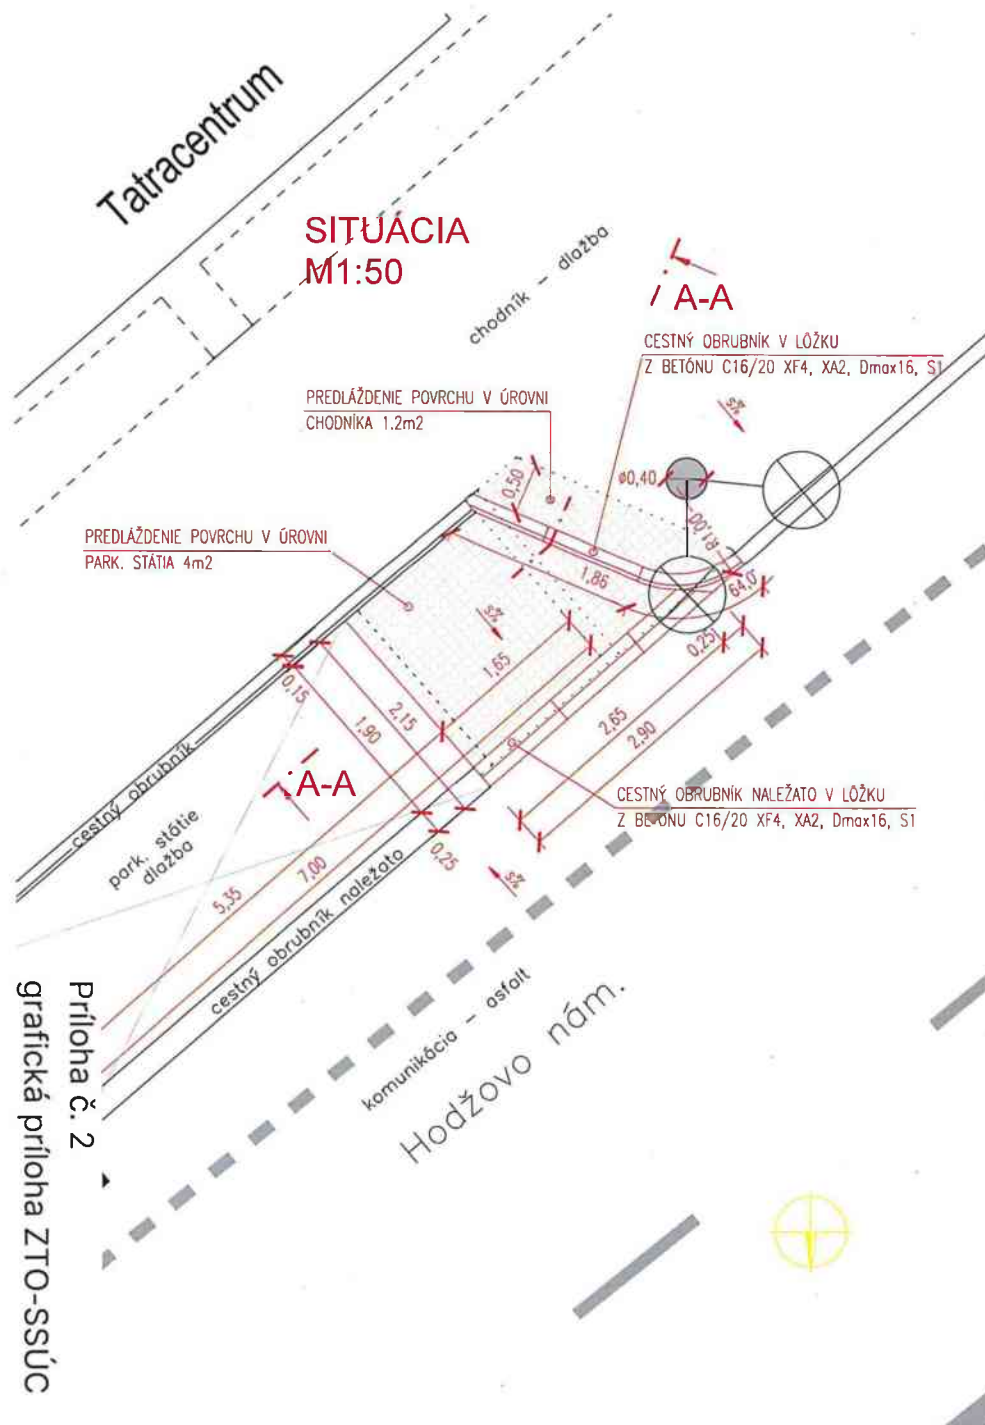 Tatracentrum
SITUÁCIA
M1:50
chodník - dlažba
A-A
CESTNÝ OBRUBNÍK V LÔŽKU
Z BETÓNU C16/20 XF4, XA2, Dmax16, S1
PREDLÁŽDENIE POVRCHU V ÚROVNI
CHODNÍKA 1.2m2
5%
0,50
ø0,40
R1,00
PREDLÁŽDENIE POVRCHU V ÚROVNI
PARK. STÁTIA 4m2
1,86
64,0
5%
1,65
0,25
0,15
1,90
2,15
2,65
2,90
A-A
CESTNÝ OBRUBNÍK NALEŽATO V LÔŽKU
Z BETÓNU C16/20 XF4, XA2, Dmax16, S1
cestný obrubník
park. státie
dlažba
0,25
5%
5,35
7,00
cestný obrubník naležato
komunikácia - asfalt
Hodžovo nám.
Príloha č. 2
grafická príloha ZTO-SSÚC